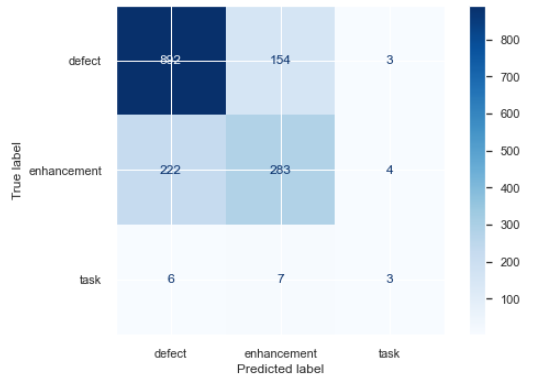 defect 892 154 3
enhancement 222 283 4
task 6 7 3
defect enhancement task
Predicted label
True label
800
700
600
500
400
300
200
100